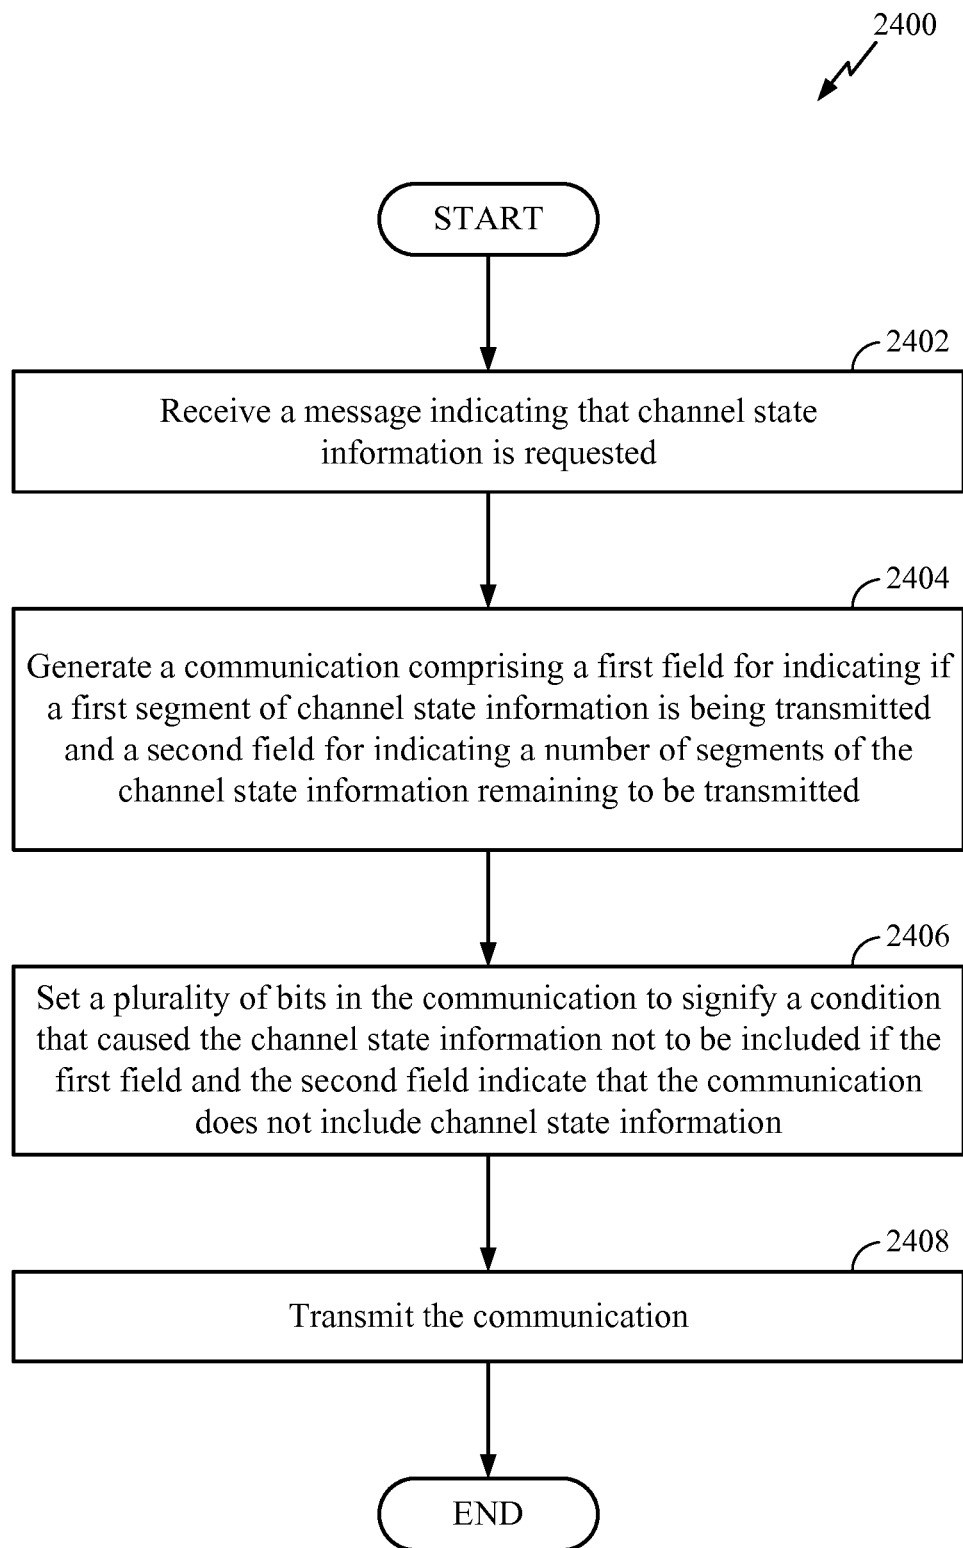 2400
START
2402
Receive a message indicating that channel state
information is requested
2404
Generate a communication comprising a first field for indicating if
a first segment of channel state information is being transmitted
and a second field for indicating a number of segments of the
channel state information remaining to be transmitted
2406
Set a plurality of bits in the communication to signify a condition
that caused the channel state information not to be included if the
first field and the second field indicate that the communication
does not include channel state information
2408
Transmit the communication
END